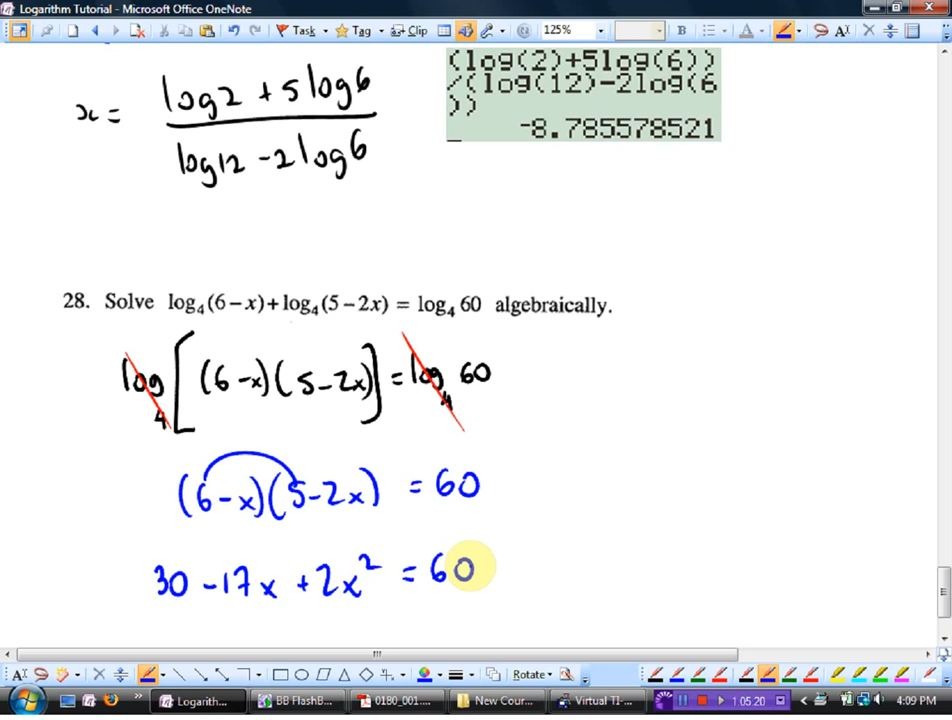 Logarithm Tutorial - Microsoft Office OneNote
Task Tag Clip 125% A B A
x = log2 + 5log6 / log12 - 2log6
(log(2)+5log(6))
/(log(12)-2log(6
))
-8.785578521
28. Solve log₄(6−x)+log₄(5−2x) = log₄ 60 algebraically.
log₄ [(6-x)(5-2x)] = log₄ 60
(6-x)(5-2x) = 60
30 -17x + 2x² = 60
Rotate
Logarithm... BB FlashB... 0180_001.... New Cour... Virtual TI-... 1:05:20 4:09 PM